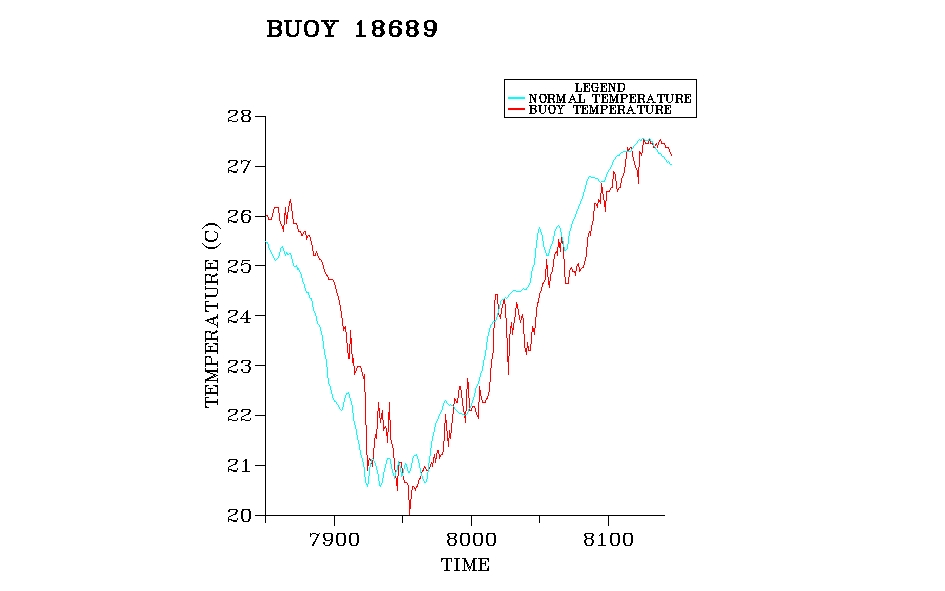 BUOY 18689
LEGEND
NORMAL TEMPERATURE
BUOY TEMPERATURE
28
27
26
25
24
23
22
21
20
TEMPERATURE (C)
7900 8000 8100
TIME